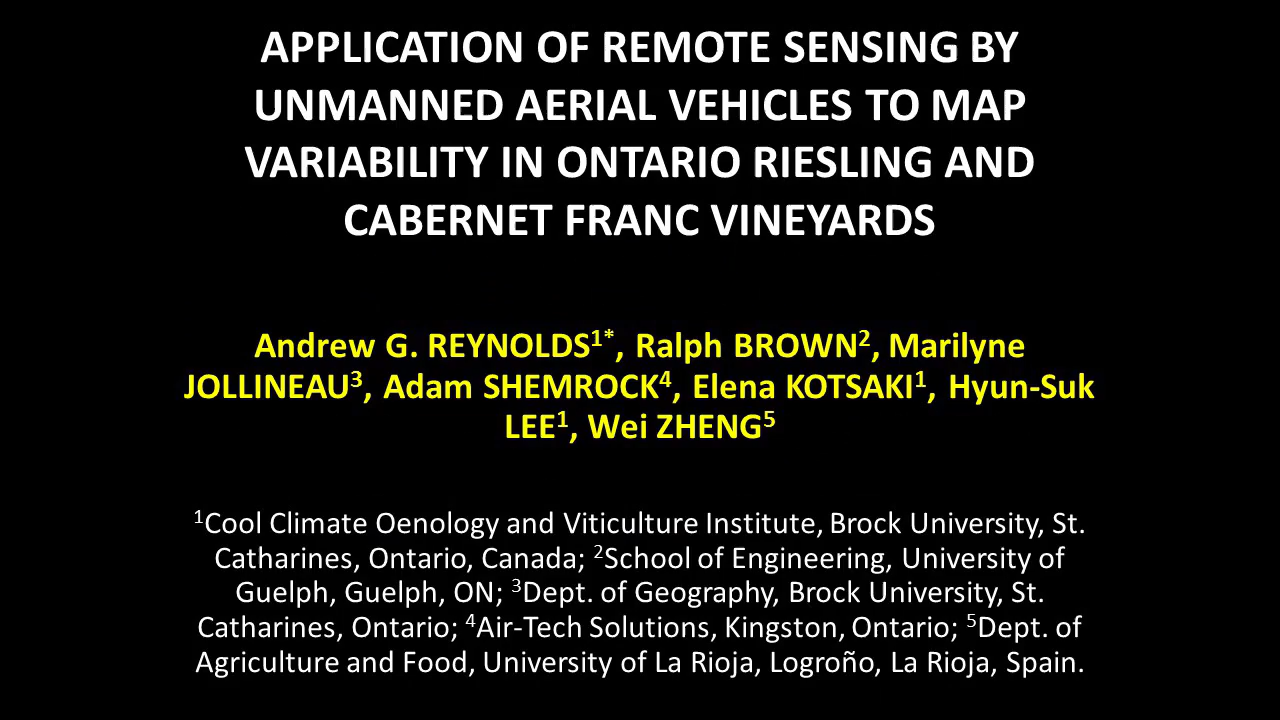 APPLICATION OF REMOTE SENSING BY
UNMANNED AERIAL VEHICLES TO MAP
VARIABILITY IN ONTARIO RIESLING AND
CABERNET FRANC VINEYARDS
Andrew G. REYNOLDS1*, Ralph BROWN2, Marilyne
JOLLINEAU3, Adam SHEMROCK4, Elena KOTSAKI1, Hyun-Suk
LEE1, Wei ZHENG5
1Cool Climate Oenology and Viticulture Institute, Brock University, St.
Catharines, Ontario, Canada; 2School of Engineering, University of
Guelph, Guelph, ON; 3Dept. of Geography, Brock University, St.
Catharines, Ontario; 4Air-Tech Solutions, Kingston, Ontario; 5Dept. of
Agriculture and Food, University of La Rioja, Logroño, La Rioja, Spain.